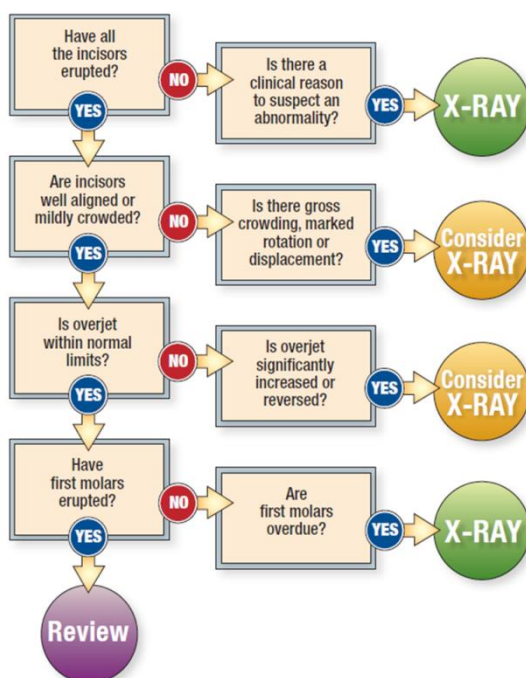 Have all
the incisors
erupted?
NO
Is there a
clinical reason
to suspect an
abnormality?
YES
X-RAY
YES
Are incisors
well aligned or
mildly crowded?
NO
Is there gross
crowding, marked
rotation or
displacement?
YES
Consider
X-RAY
YES
Is overjet
within normal
limits?
NO
Is overjet
significantly
increased or
reversed?
YES
Consider
X-RAY
YES
Have
first molars
erupted?
NO
Are
first molars
overdue?
YES
X-RAY
YES
Review